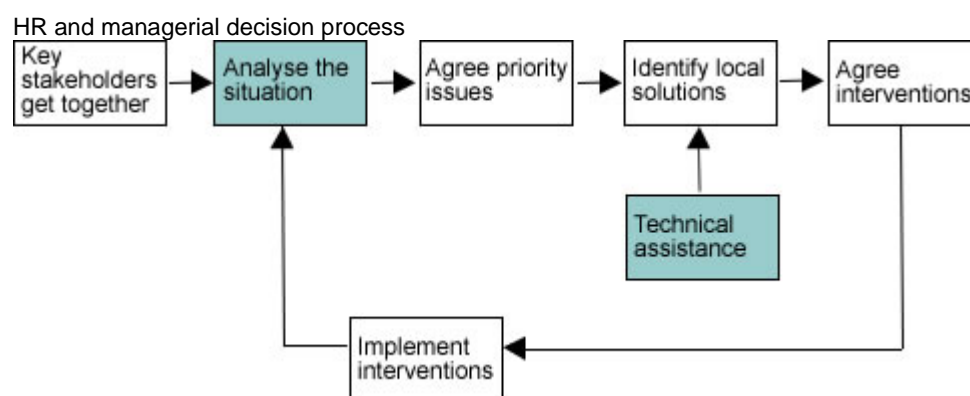 HR and managerial decision process
Key
stakeholders
get together
Analyse the
situation
Agree priority
issues
Identify local
solutions
Agree
interventions
Technical
assistance
Implement
interventions